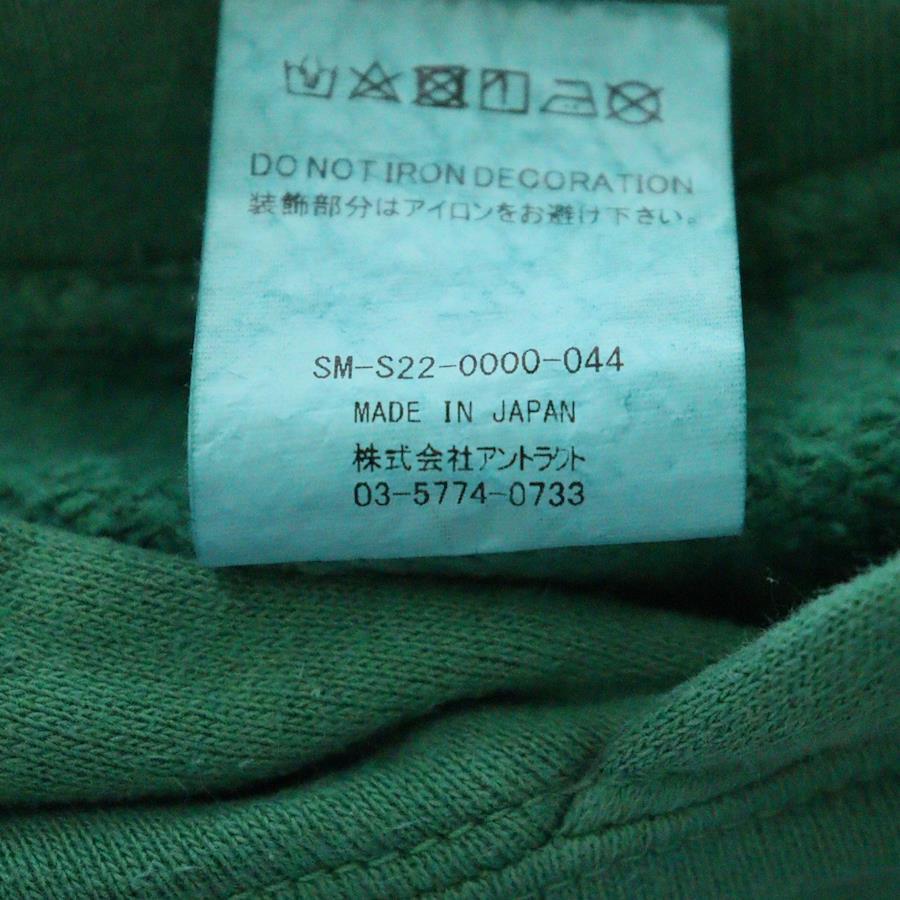 DO NOT IRON DECORATION
装飾部分はアイロンをお避け下さい。
SM-S22-0000-044
MADE IN JAPAN
株式会社アントラクト
03-5774-0733